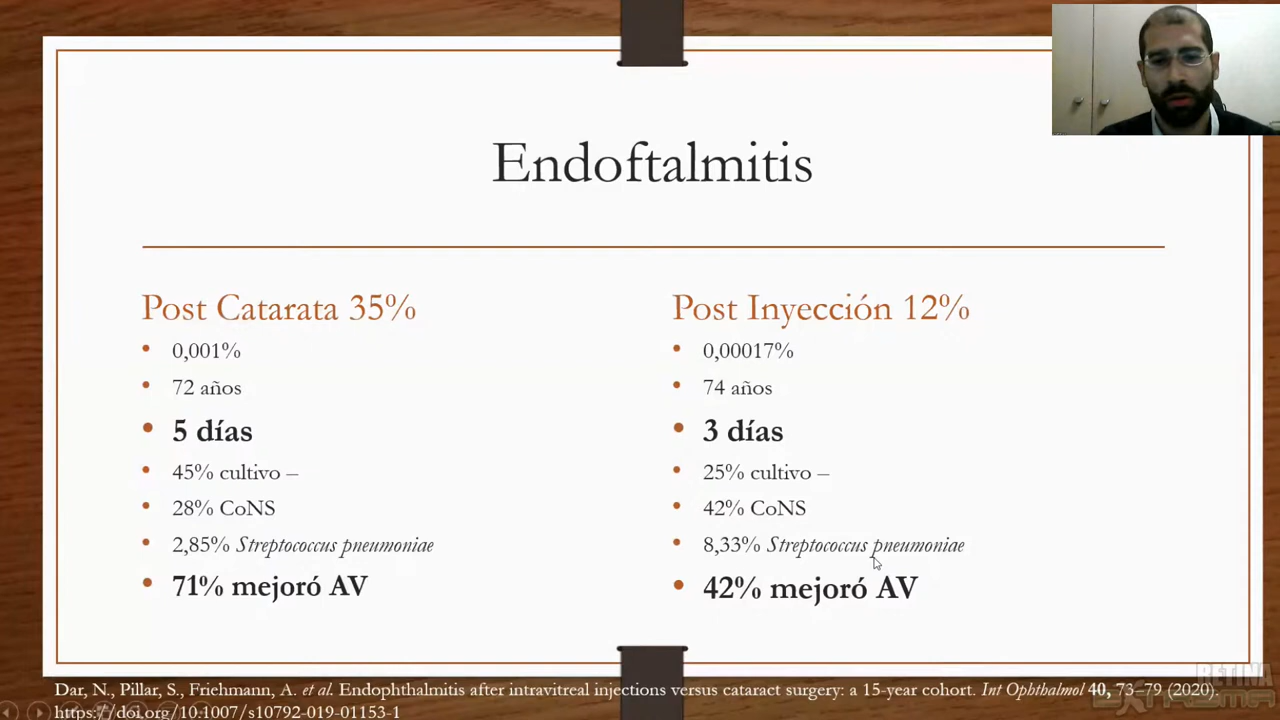 Endoftalmitis
Post Catarata 35%
• 0,001%
• 72 años
• 5 días
• 45% cultivo –
• 28% CoNS
• 2,85% Streptococcus pneumoniae
• 71% mejoró AV
Post Inyección 12%
• 0,00017%
• 74 años
• 3 días
• 25% cultivo –
• 42% CoNS
• 8,33% Streptococcus pneumoniae
• 42% mejoró AV
Dar, N., Pillar, S., Friehmann, A. et al. Endophthalmitis after intravitreal injections versus cataract surgery: a 15-year cohort. Int Ophthalmol 40, 73–79 (2020).
https://doi.org/10.1007/s10792-019-01153-1
RETINA
EXTREMA